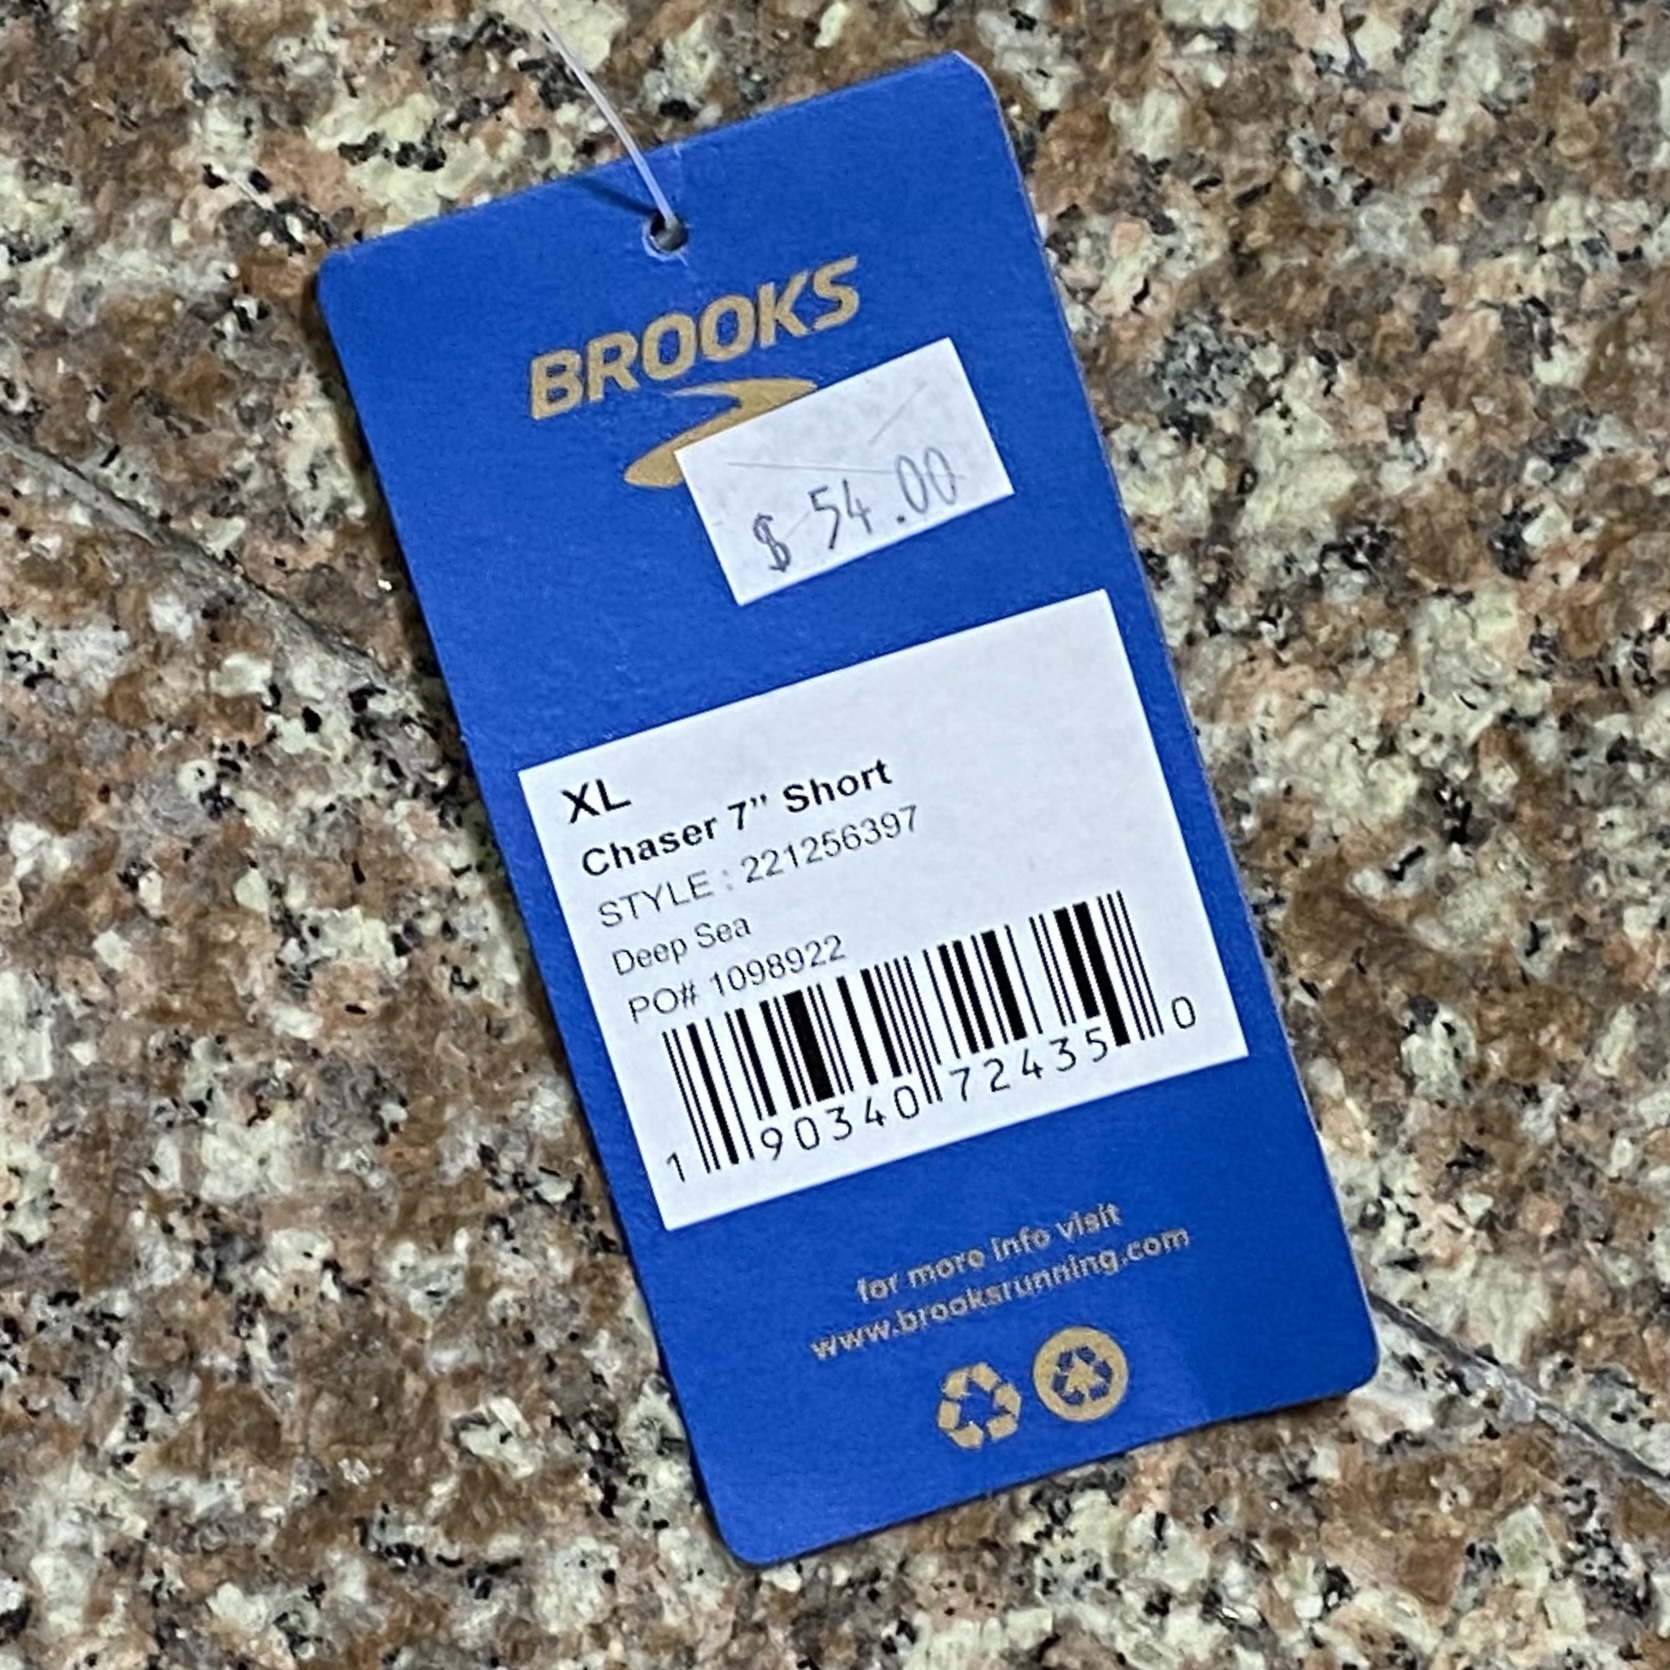 BROOKS
$ 54.00
XL
Chaser 7’’ Short
STYLE : 221256397
Deep Sea
PO# 1098922
1 90340 72435 0
for more info visit
www.brooksrunning.com